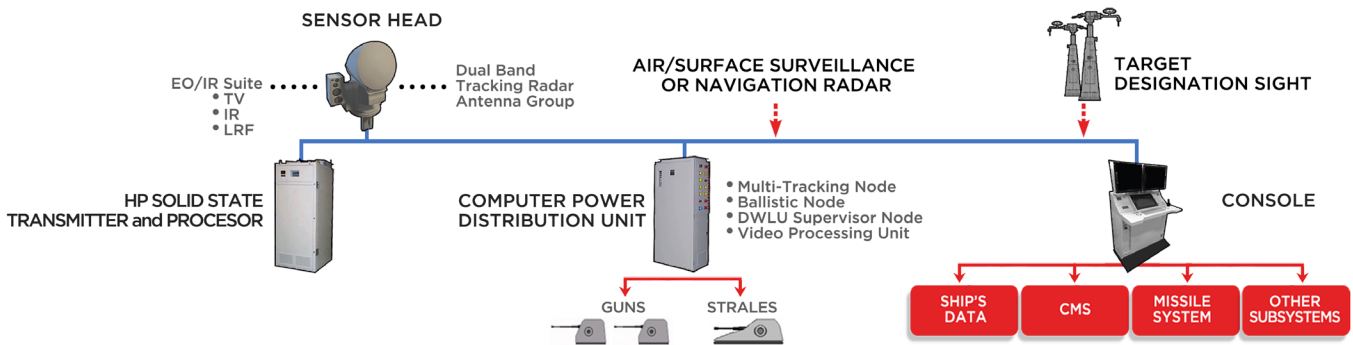 SENSOR HEAD
EO/IR Suite
• TV
• IR
• LRF
Dual Band
Tracking Radar
Antenna Group
AIR/SURFACE SURVEILLANCE
OR NAVIGATION RADAR
TARGET
DESIGNATION SIGHT
HP SOLID STATE
TRANSMITTER and PROCESOR
COMPUTER POWER
DISTRIBUTION UNIT
• Multi-Tracking Node
• Ballistic Node
• DWLU Supervisor Node
• Video Processing Unit
CONSOLE
GUNS
STRALES
SHIP'S
DATA
CMS
MISSILE
SYSTEM
OTHER
SUBSYSTEMS